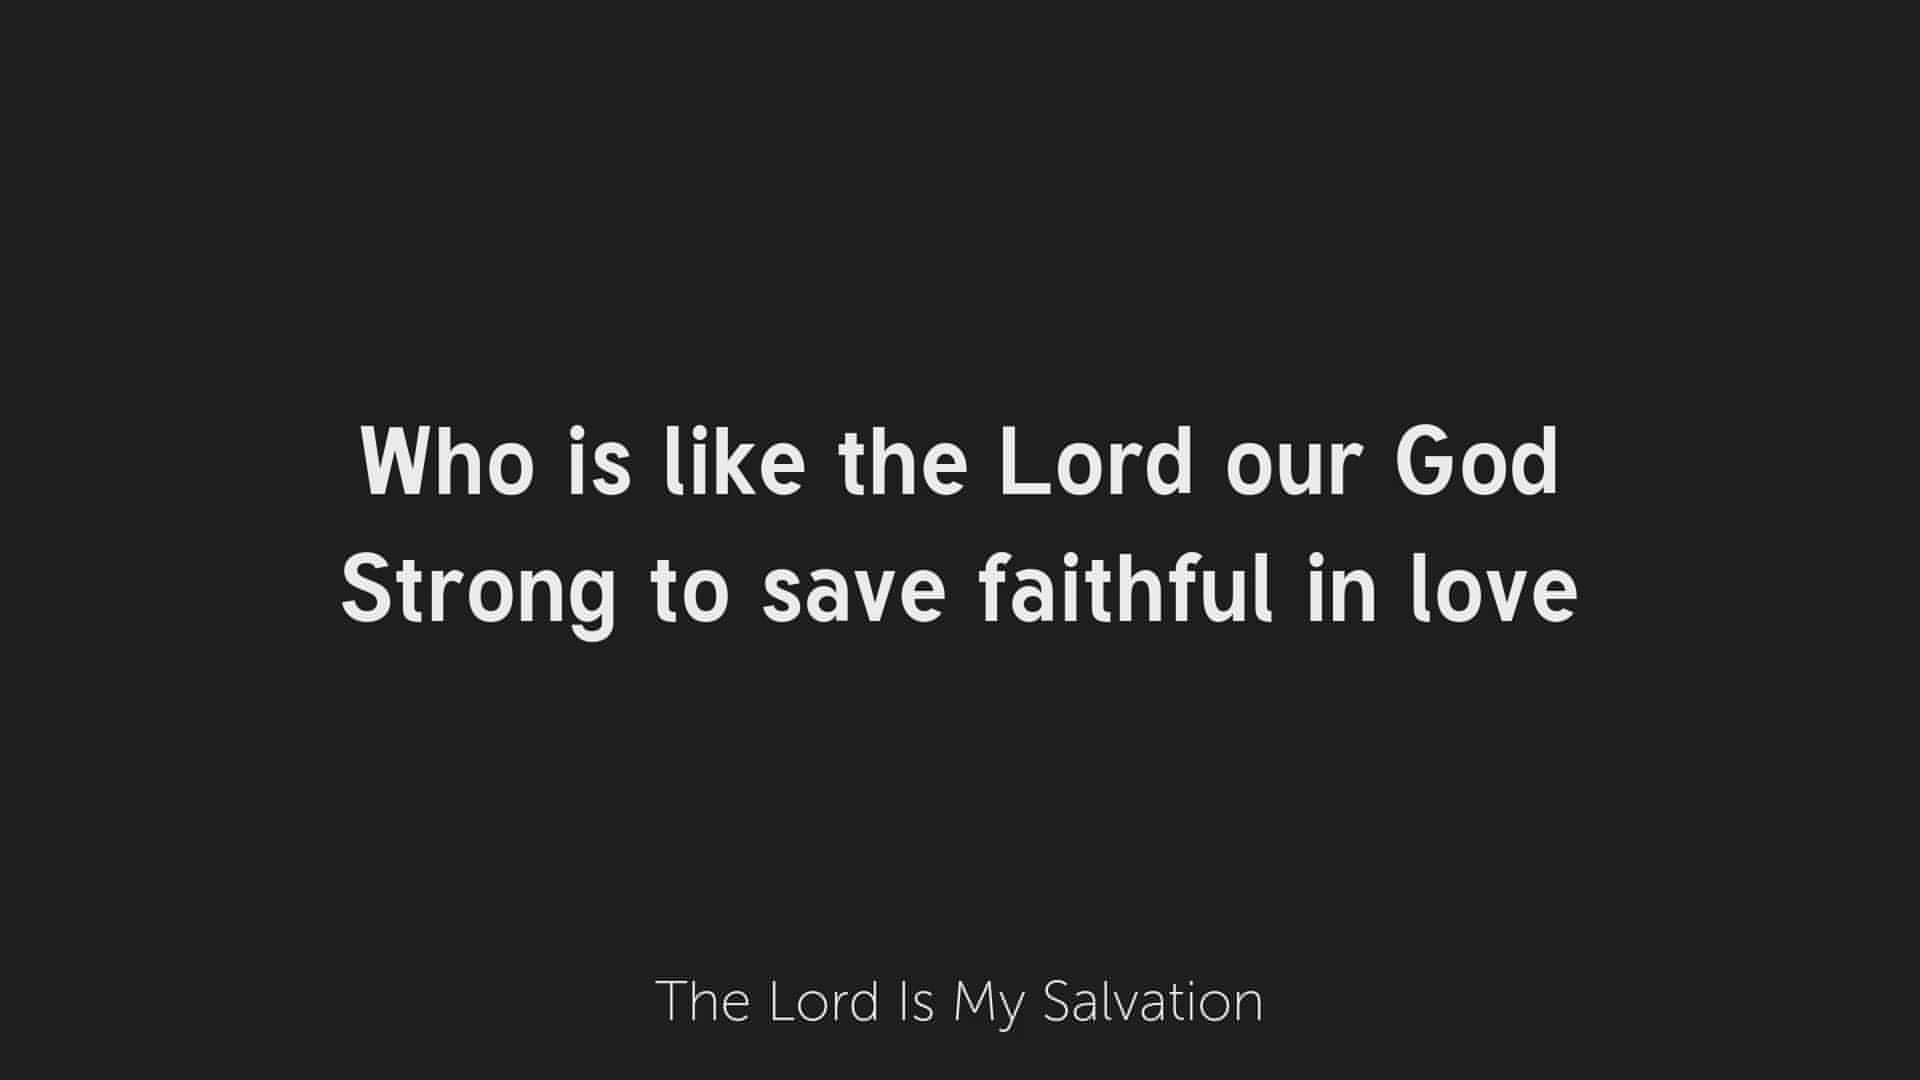 Who is like the Lord our God
Strong to save faithful in love
The Lord Is My Salvation